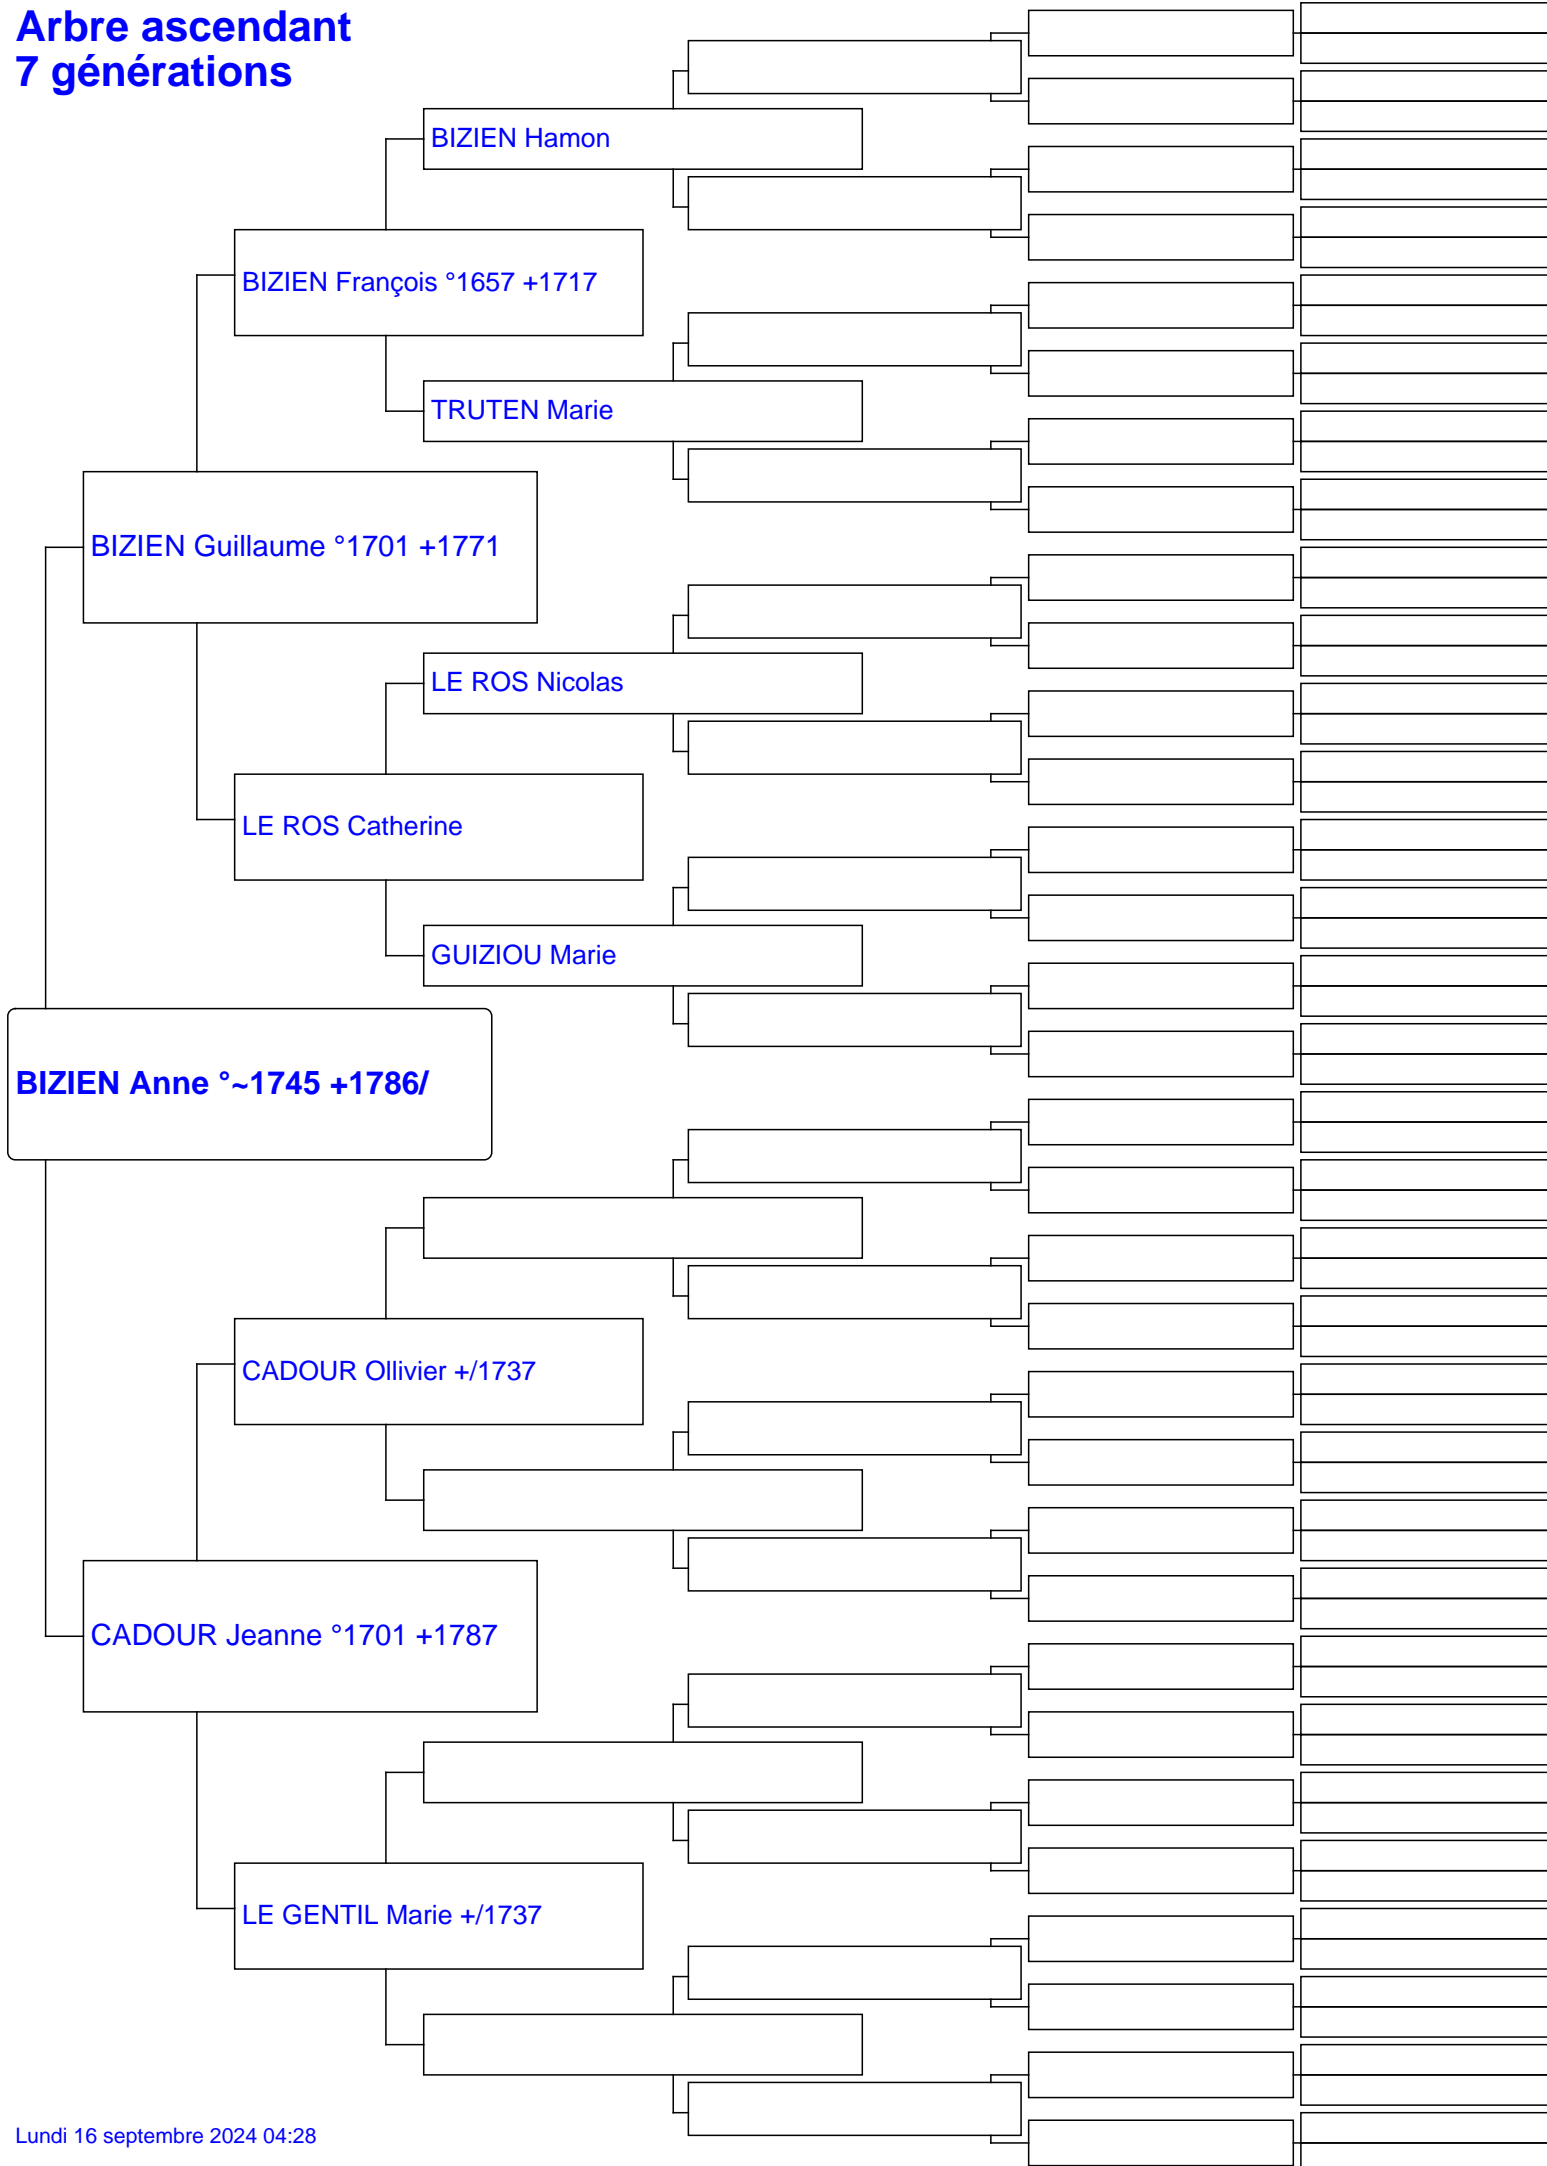 Arbre ascendant
7 générations
BIZIEN Hamon
BIZIEN François °1657 +1717
TRUTEN Marie
BIZIEN Guillaume °1701 +1771
LE ROS Nicolas
LE ROS Catherine
GUIZIOU Marie
BIZIEN Anne °~1745 +1786/
CADOUR Ollivier +/1737
CADOUR Jeanne °1701 +1787
LE GENTIL Marie +/1737
Lundi 16 septembre 2024 04:28